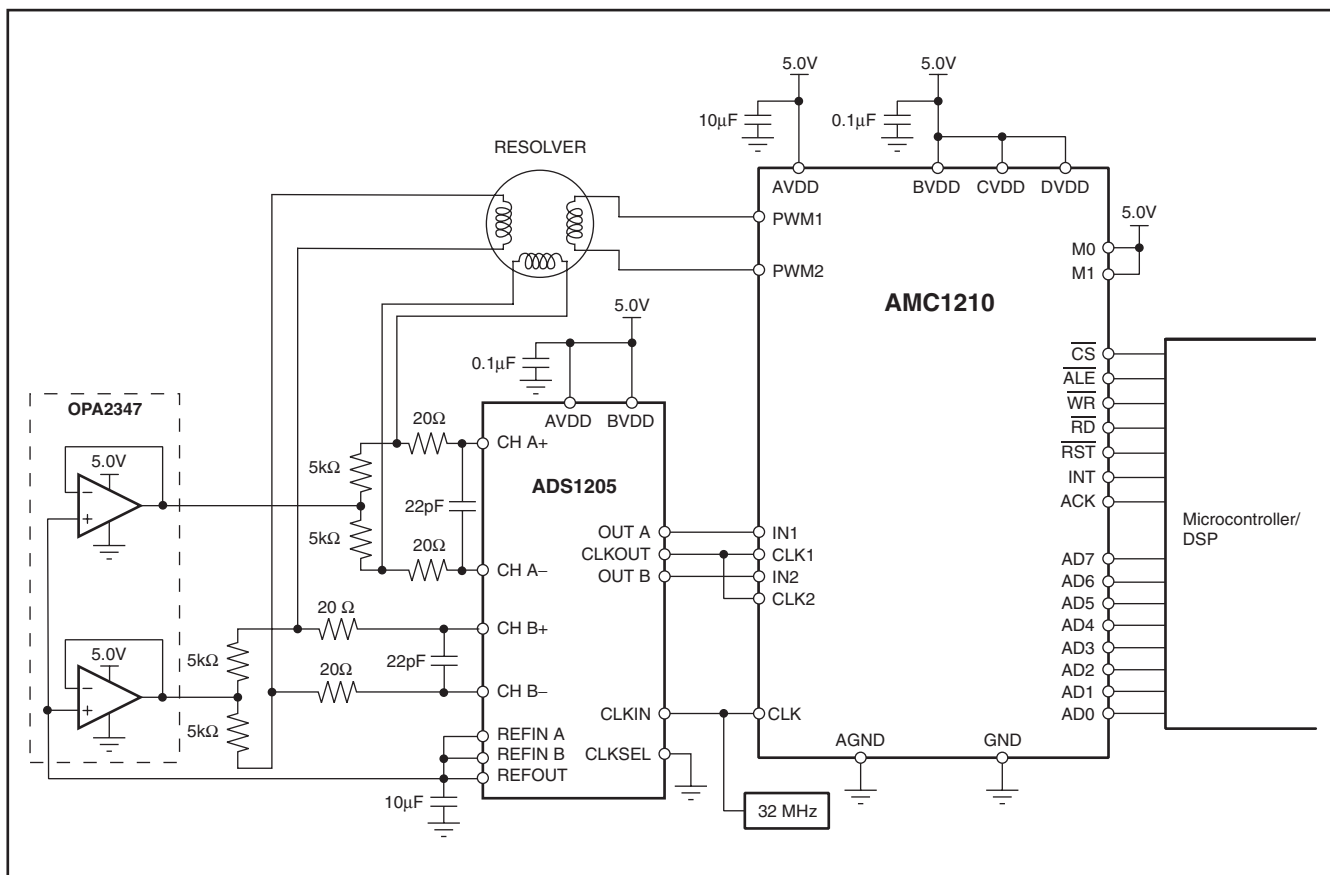 5.0V
5.0V
10µF
0.1µF
RESOLVER
AVDD
BVDD
CVDD
DVDD
PWM1
PWM2
5.0V
M0
M1
AMC1210
5.0V
0.1µF
CS
ALE
WR
RD
RST
INT
ACK
AD7
AD6
AD5
AD4
AD3
AD2
AD1
AD0
Microcontroller/
DSP
OPA2347
5.0V
−
+
5.0V
−
+
5kΩ
5kΩ
20Ω
20Ω
22pF
20 Ω
20Ω
22pF
5kΩ
5kΩ
AVDD
BVDD
CH A+
ADS1205
CH A−
CH B+
CH B−
REFIN A
REFIN B
REFOUT
10µF
OUT A
CLKOUT
OUT B
CLKIN
CLKSEL
IN1
CLK1
IN2
CLK2
CLK
AGND
GND
32 MHz